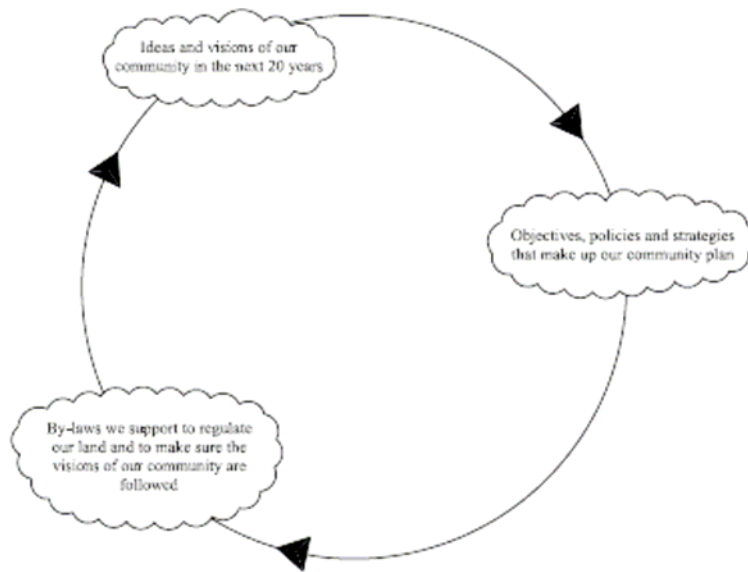 Ideas and visions of our
community in the next 20 years
Objectives, policies and strategies
that make up our community plan
By-laws we support to regulate
our land and to make sure the
visions of our community are
followed